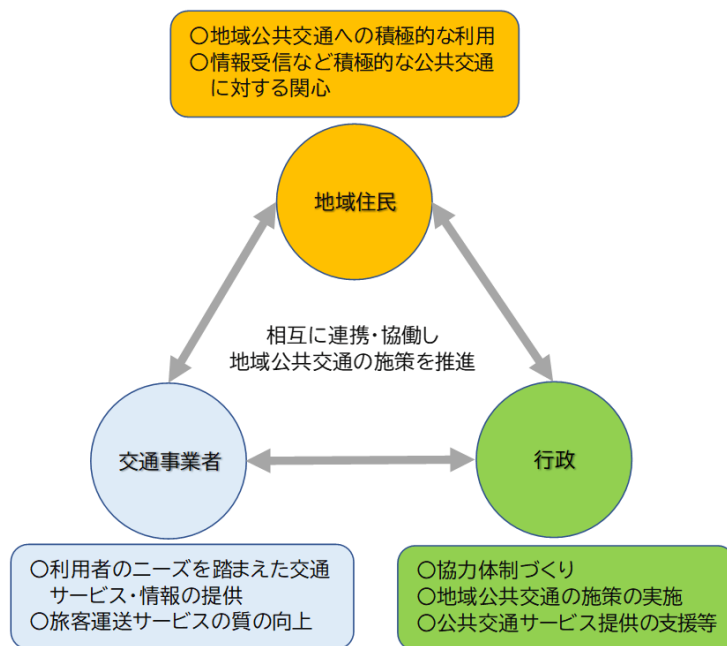 〇地域公共交通への積極的な利用
〇情報受信など積極的な公共交通
に対する関心
地域住民
相互に連携・協働し
地域公共交通の施策を推進
交通事業者
行政
〇利用者のニーズを踏まえた交通
サービス・情報の提供
〇旅客運送サービスの質の向上
〇協力体制づくり
〇地域公共交通の施策の実施
〇公共交通サービス提供の支援等